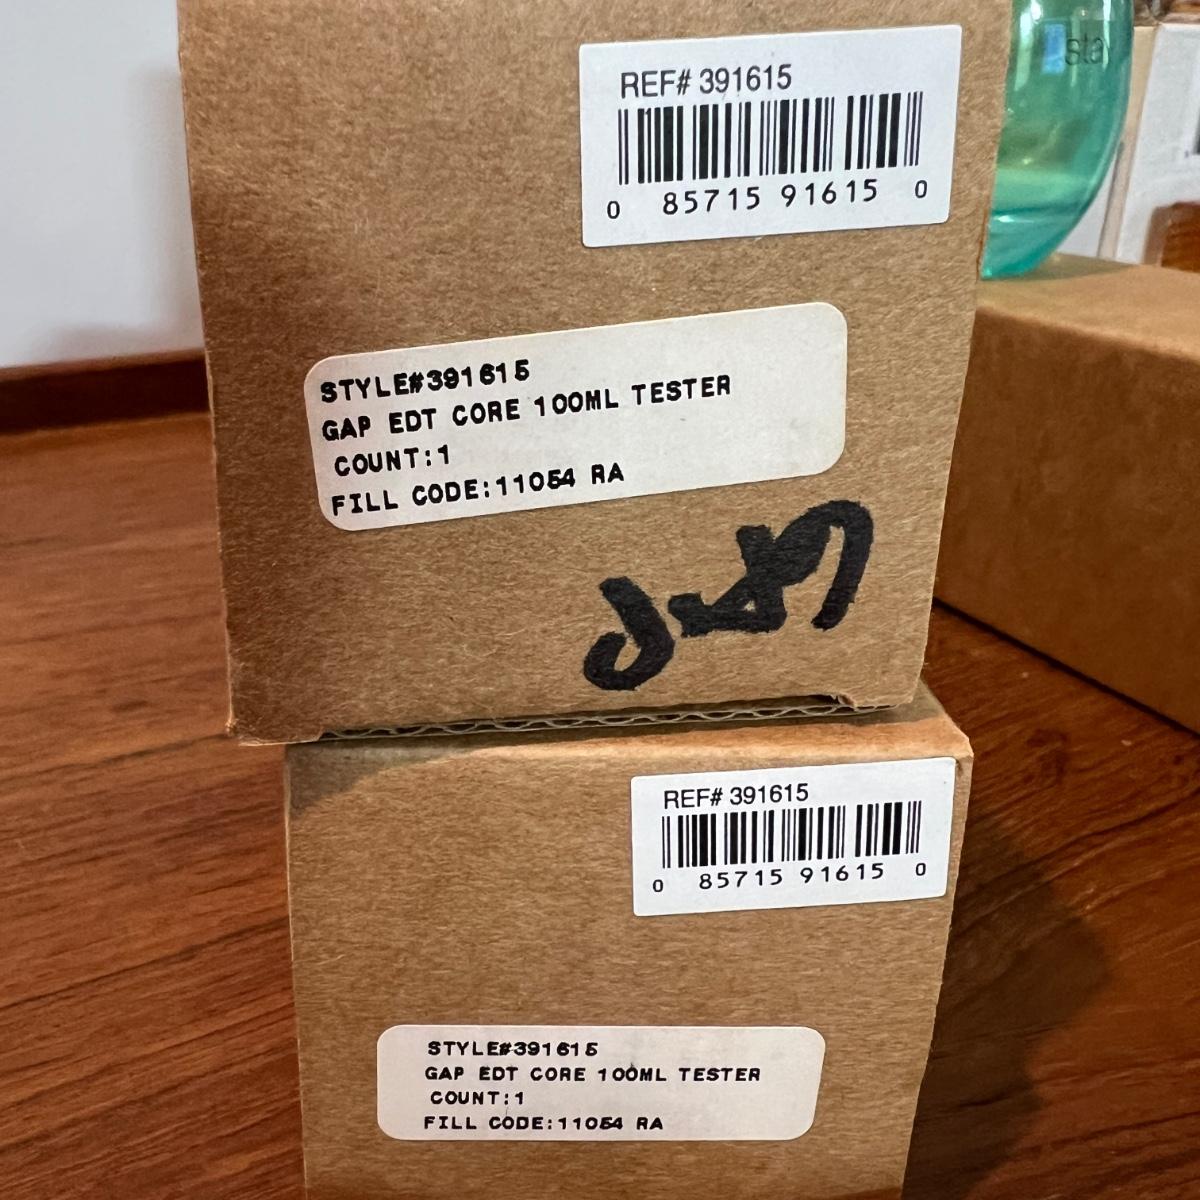 REF# 391615
0 85715 91615 0
STYLE#391615
GAP EDT CORE 100ML TESTER
COUNT:1
FILL CODE:11054 RA
REF# 391615
0 85715 91615 0
STYLE#391615
GAP EDT CORE 100ML TESTER
COUNT:1
FILL CODE:11054 RA